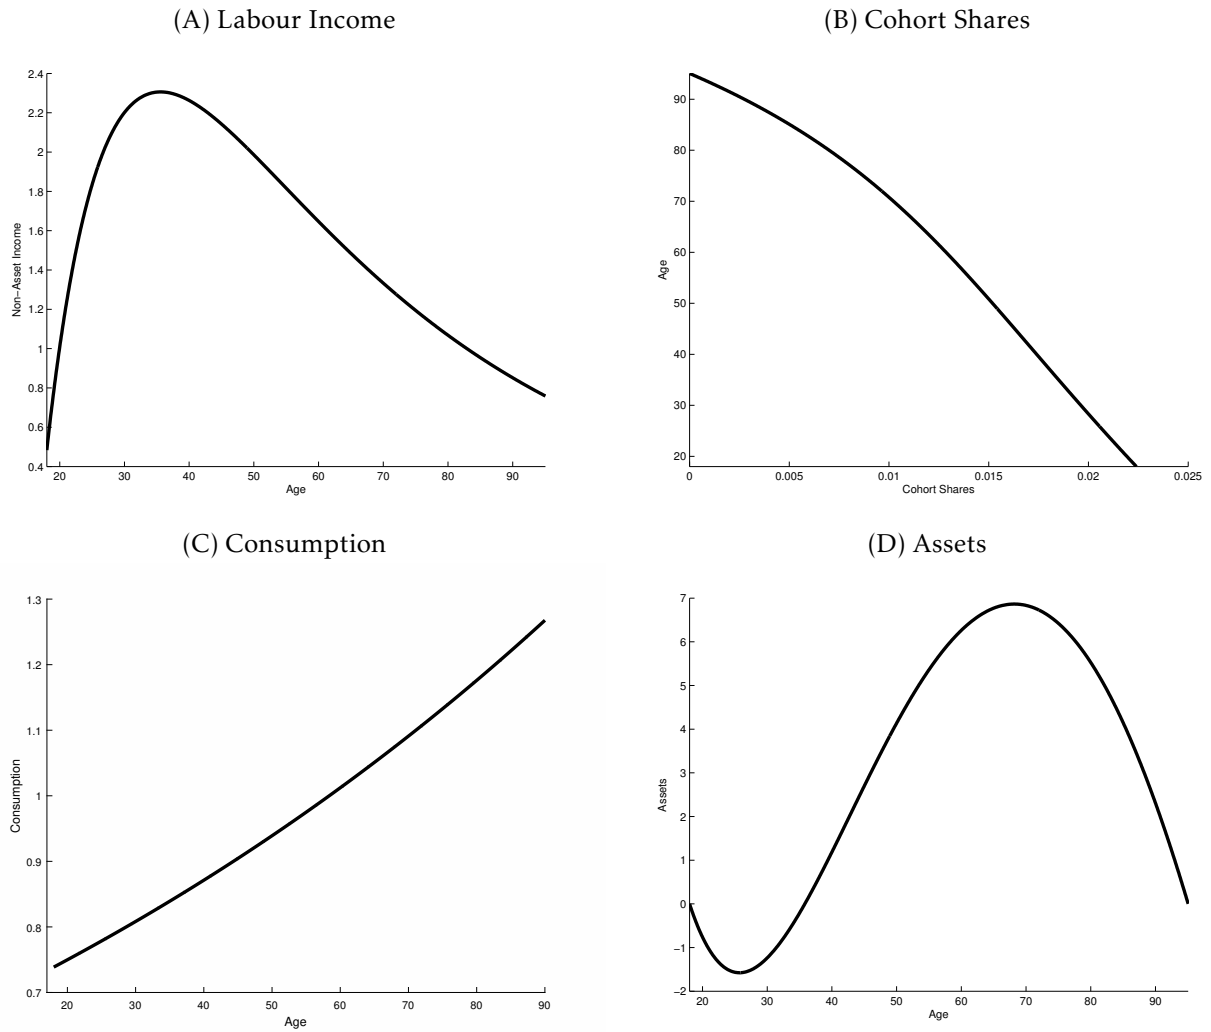 (A) Labour Income
(B) Cohort Shares
2.4
2.2
2
1.8
1.6
1.4
1.2
1
0.8
0.6
0.4
Non−Asset Income
20 30 40 50 60 70 80 90
Age
90
80
70
60
50
40
30
20
Age
0 0.005 0.01 0.015 0.02 0.025
Cohort Shares
(C) Consumption
(D) Assets
1.3
1.2
1.1
1
0.9
0.8
0.7
Consumption
20 30 40 50 60 70 80 90
Age
7
6
5
4
3
2
1
0
−1
−2
Assets
20 30 40 50 60 70 80 90
Age